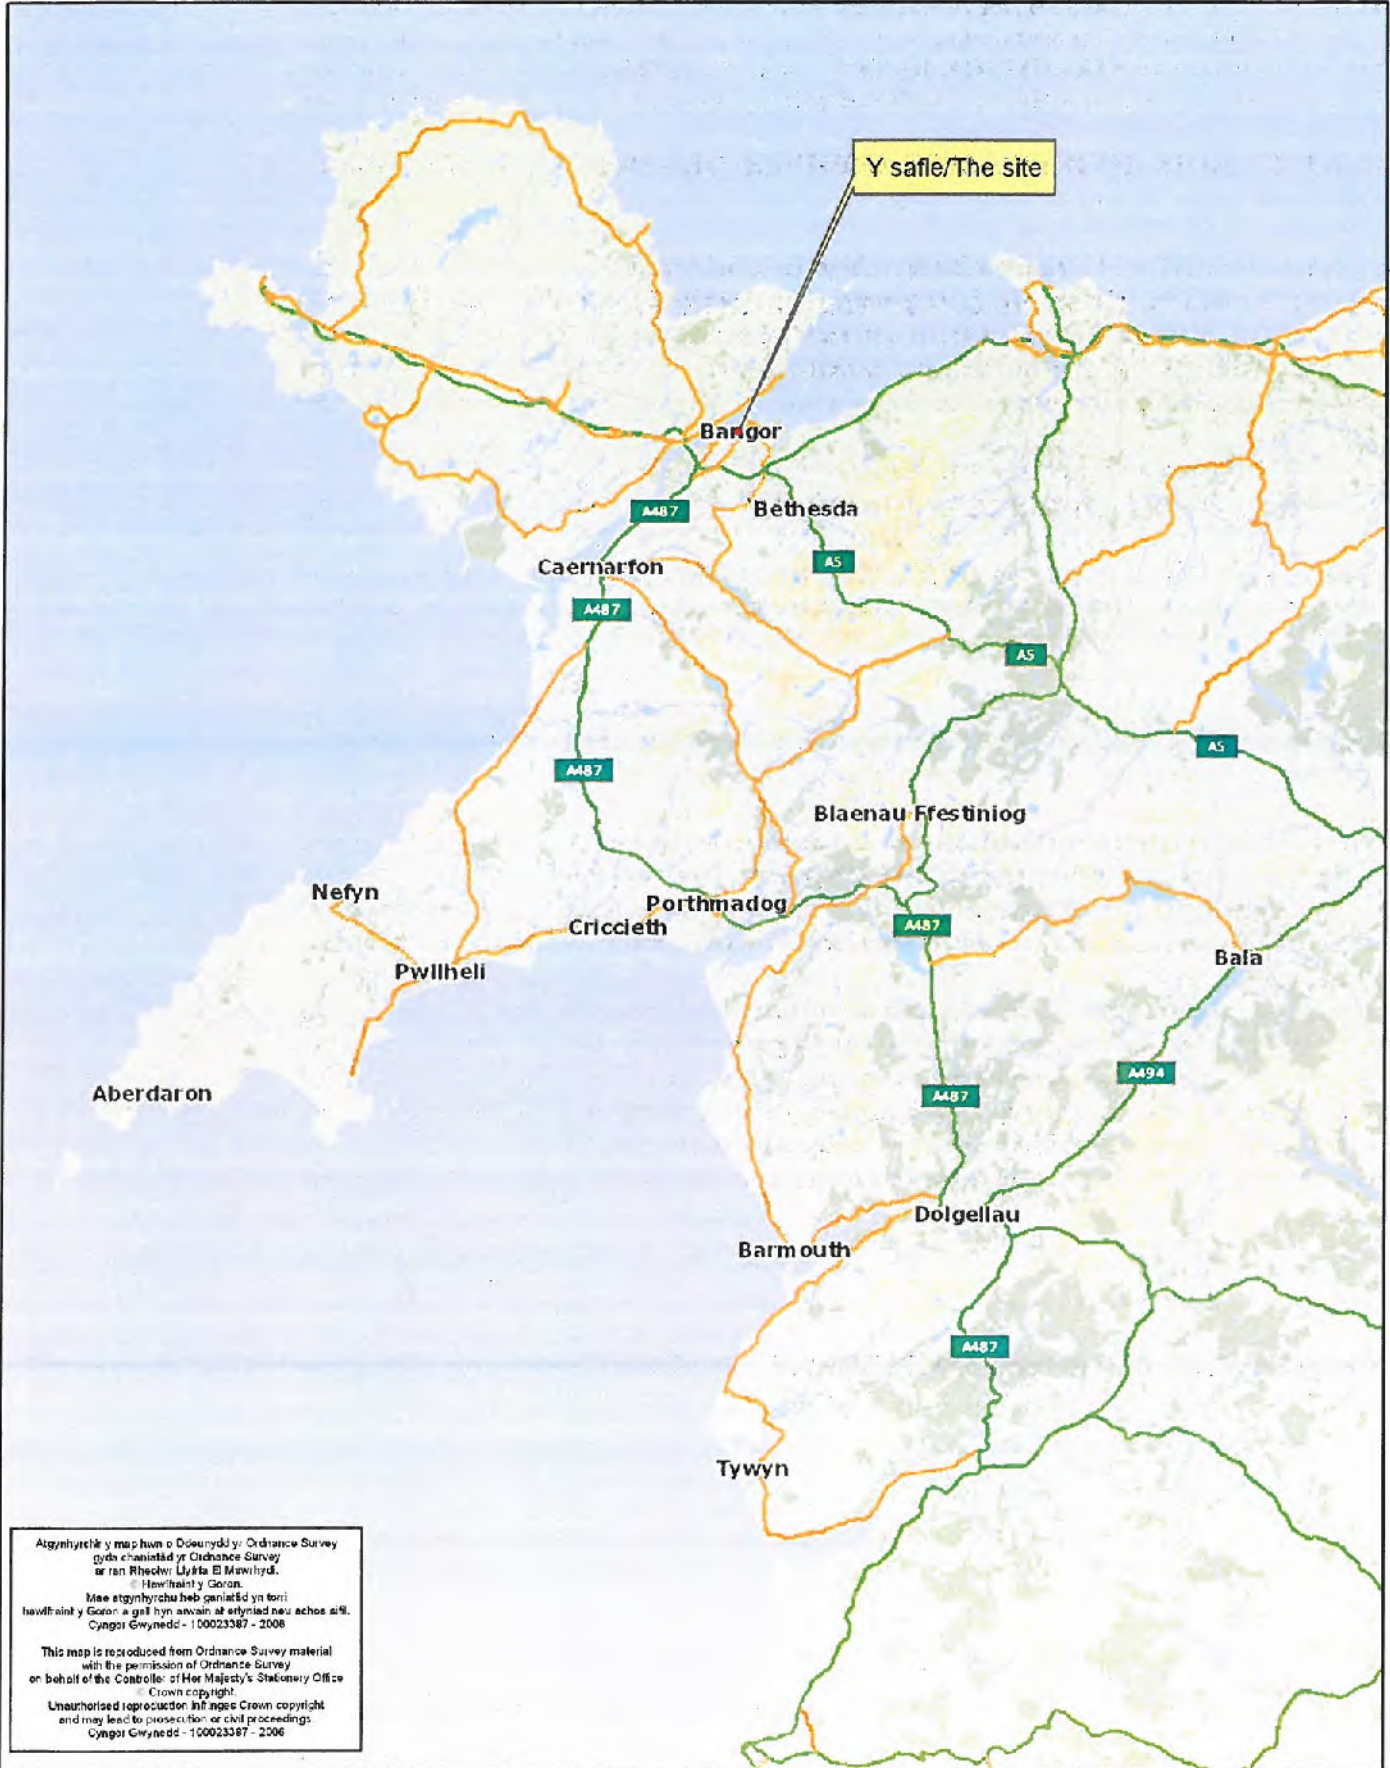 Y safle/The site
Bangor
Bethesda
A487
A5
Caernarfon
A487
A5
A5
A487
Blaenau Ffestiniog
Nefyn
Porthmadog
Criccieth
A487
Bala
Pwllheli
A494
Aberdaron
A487
Dolgellau
Barmouth
A487
Tywyn
Atgynhyrchir y map hwn o Ddeunydd yr Ordnance Survey
gyda chaniatâd yr Ordnance Survey
ar ran Rheolwr Llyfrfa Ei Mawrhydi.
© Hawlfraint y Goron.
Mae atgynhyrchu heb ganiatâd yn torri
hawlfraint y Goron a gall hyn arwain at erlyniad neu achos sifil.
Cyngor Gwynedd - 100023387 - 2006
This map is reproduced from Ordnance Survey material
with the permission of Ordnance Survey
on behalf of the Controller of Her Majesty's Stationery Office
© Crown copyright.
Unauthorised reproduction infringes Crown copyright
and may lead to prosecution or civil proceedings.
Cyngor Gwynedd - 100023387 - 2006